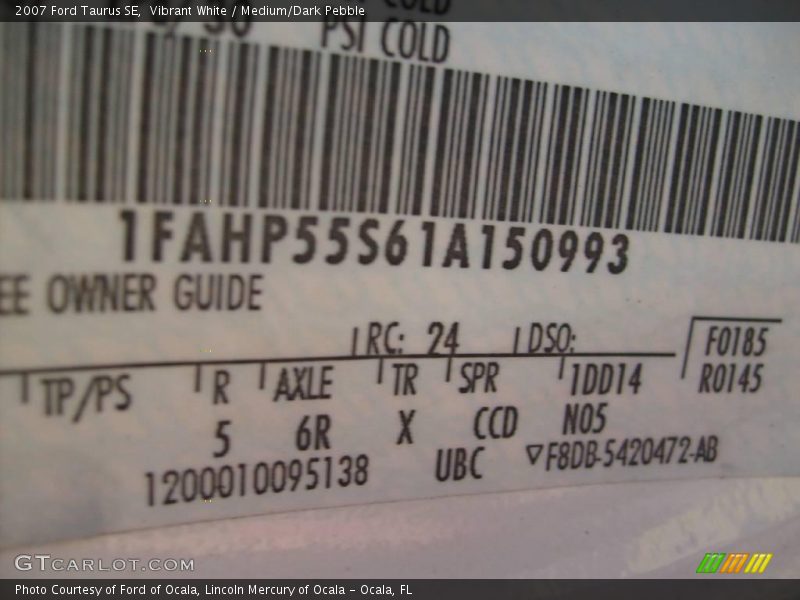 2007 Ford Taurus SE, Vibrant White / Medium/Dark Pebble
PSI COLD
1FAHP55S61A150993
EE OWNER GUIDE
RC: 24 DSO:
F0185
TP/PS R AXLE TR SPR 1DD14 R0145
5 6R X CCD N05
1200010095138 UBC F8DB-5420472-AB
GTCARLOT.COM
Photo Courtesy of Ford of Ocala, Lincoln Mercury of Ocala – Ocala, FL